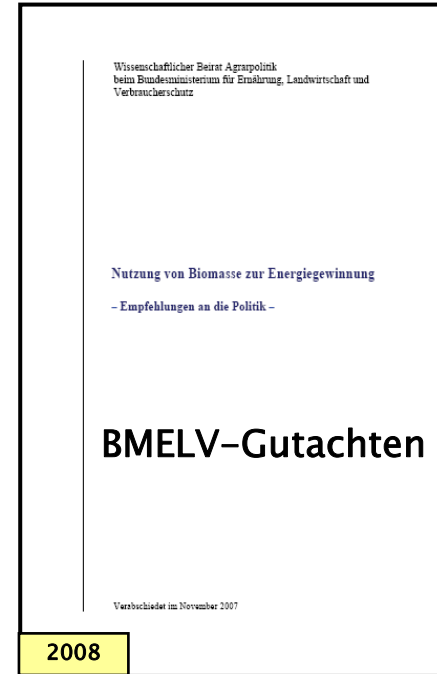 Wissenschaftlicher Beirat Agrarpolitik
beim Bundesministerium für Ernährung, Landwirtschaft und
Verbraucherschutz
Nutzung von Biomasse zur Energiegewinnung
– Empfehlungen an die Politik –
BMELV–Gutachten
Verabschiedet im November 2007
2008